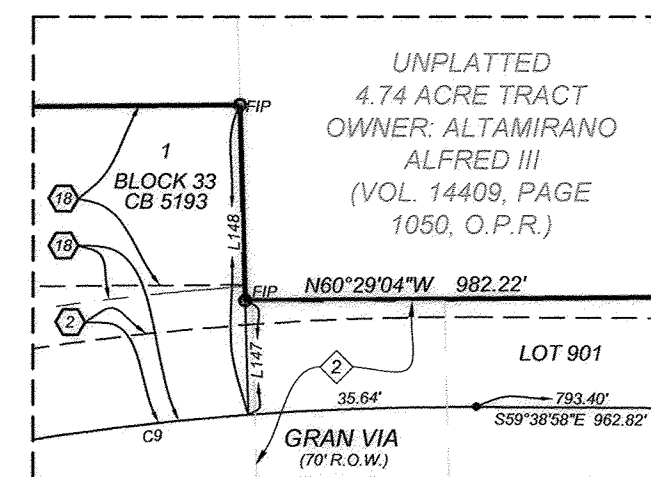 UNPLATTED
4.74 ACRE TRACT
OWNER: ALTAMIRANO
ALFRED III
(VOL. 14409, PAGE
1050, O.P.R.)
FIP
1
BLOCK 33
CB 5193
18
18
L148
FIP
N60°29'04"W 982.22'
2
L147
2
LOT 901
35.64'
793.40'
S59°38'58"E 962.82'
C9
GRAN VIA
(70' R.O.W.)